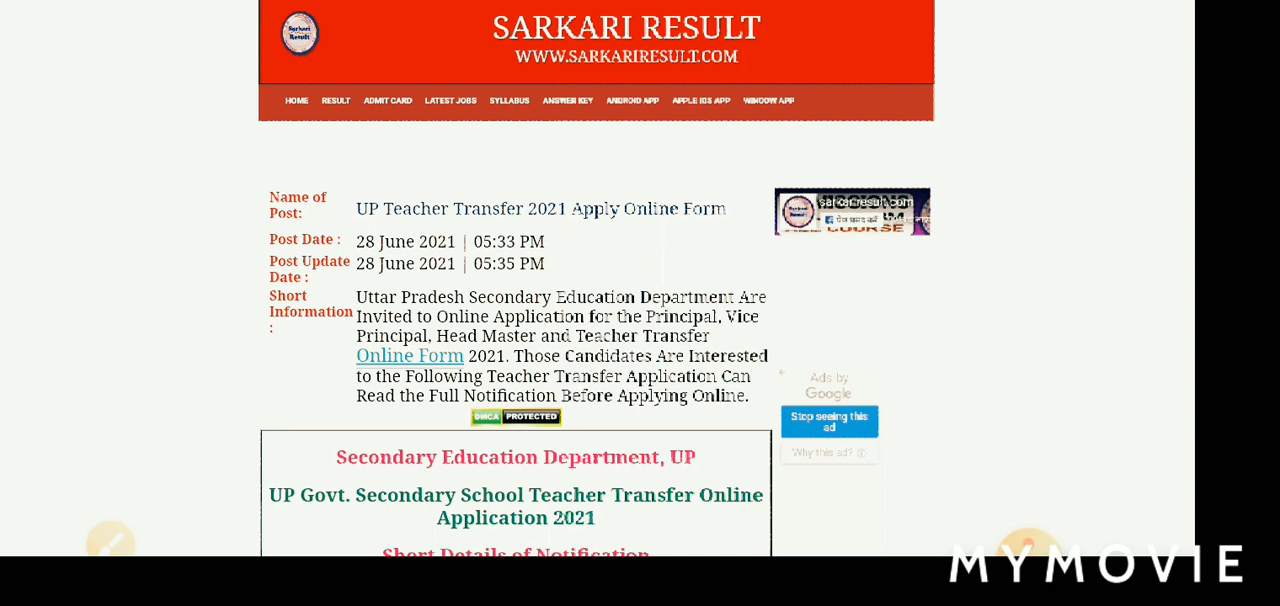 Sarkari
Result
SARKARI RESULT
WWW.SARKARIRESULT.COM
HOME RESULT ADMIT CARD LATEST JOBS SYLLABUS ANSWER KEY ANDROID APP APPLE IOS APP WINDOW APP
Name of
Post:
UP Teacher Transfer 2021 Apply Online Form
Post Date :
28 June 2021 | 05:33 PM
Post Update
Date :
28 June 2021 | 05:35 PM
Short
Information
:
Uttar Pradesh Secondary Education Department Are
Invited to Online Application for the Principal, Vice
Principal, Head Master and Teacher Transfer
Online Form 2021. Those Candidates Are Interested
to the Following Teacher Transfer Application Can
Read the Full Notification Before Applying Online.
DMCA PROTECTED
Secondary Education Department, UP
UP Govt. Secondary School Teacher Transfer Online
Application 2021
Short Details of Notification
sarkari result.com
COURSE
Ads by
Google
Stop seeing this
ad
Why this ad?
MYMOVIE